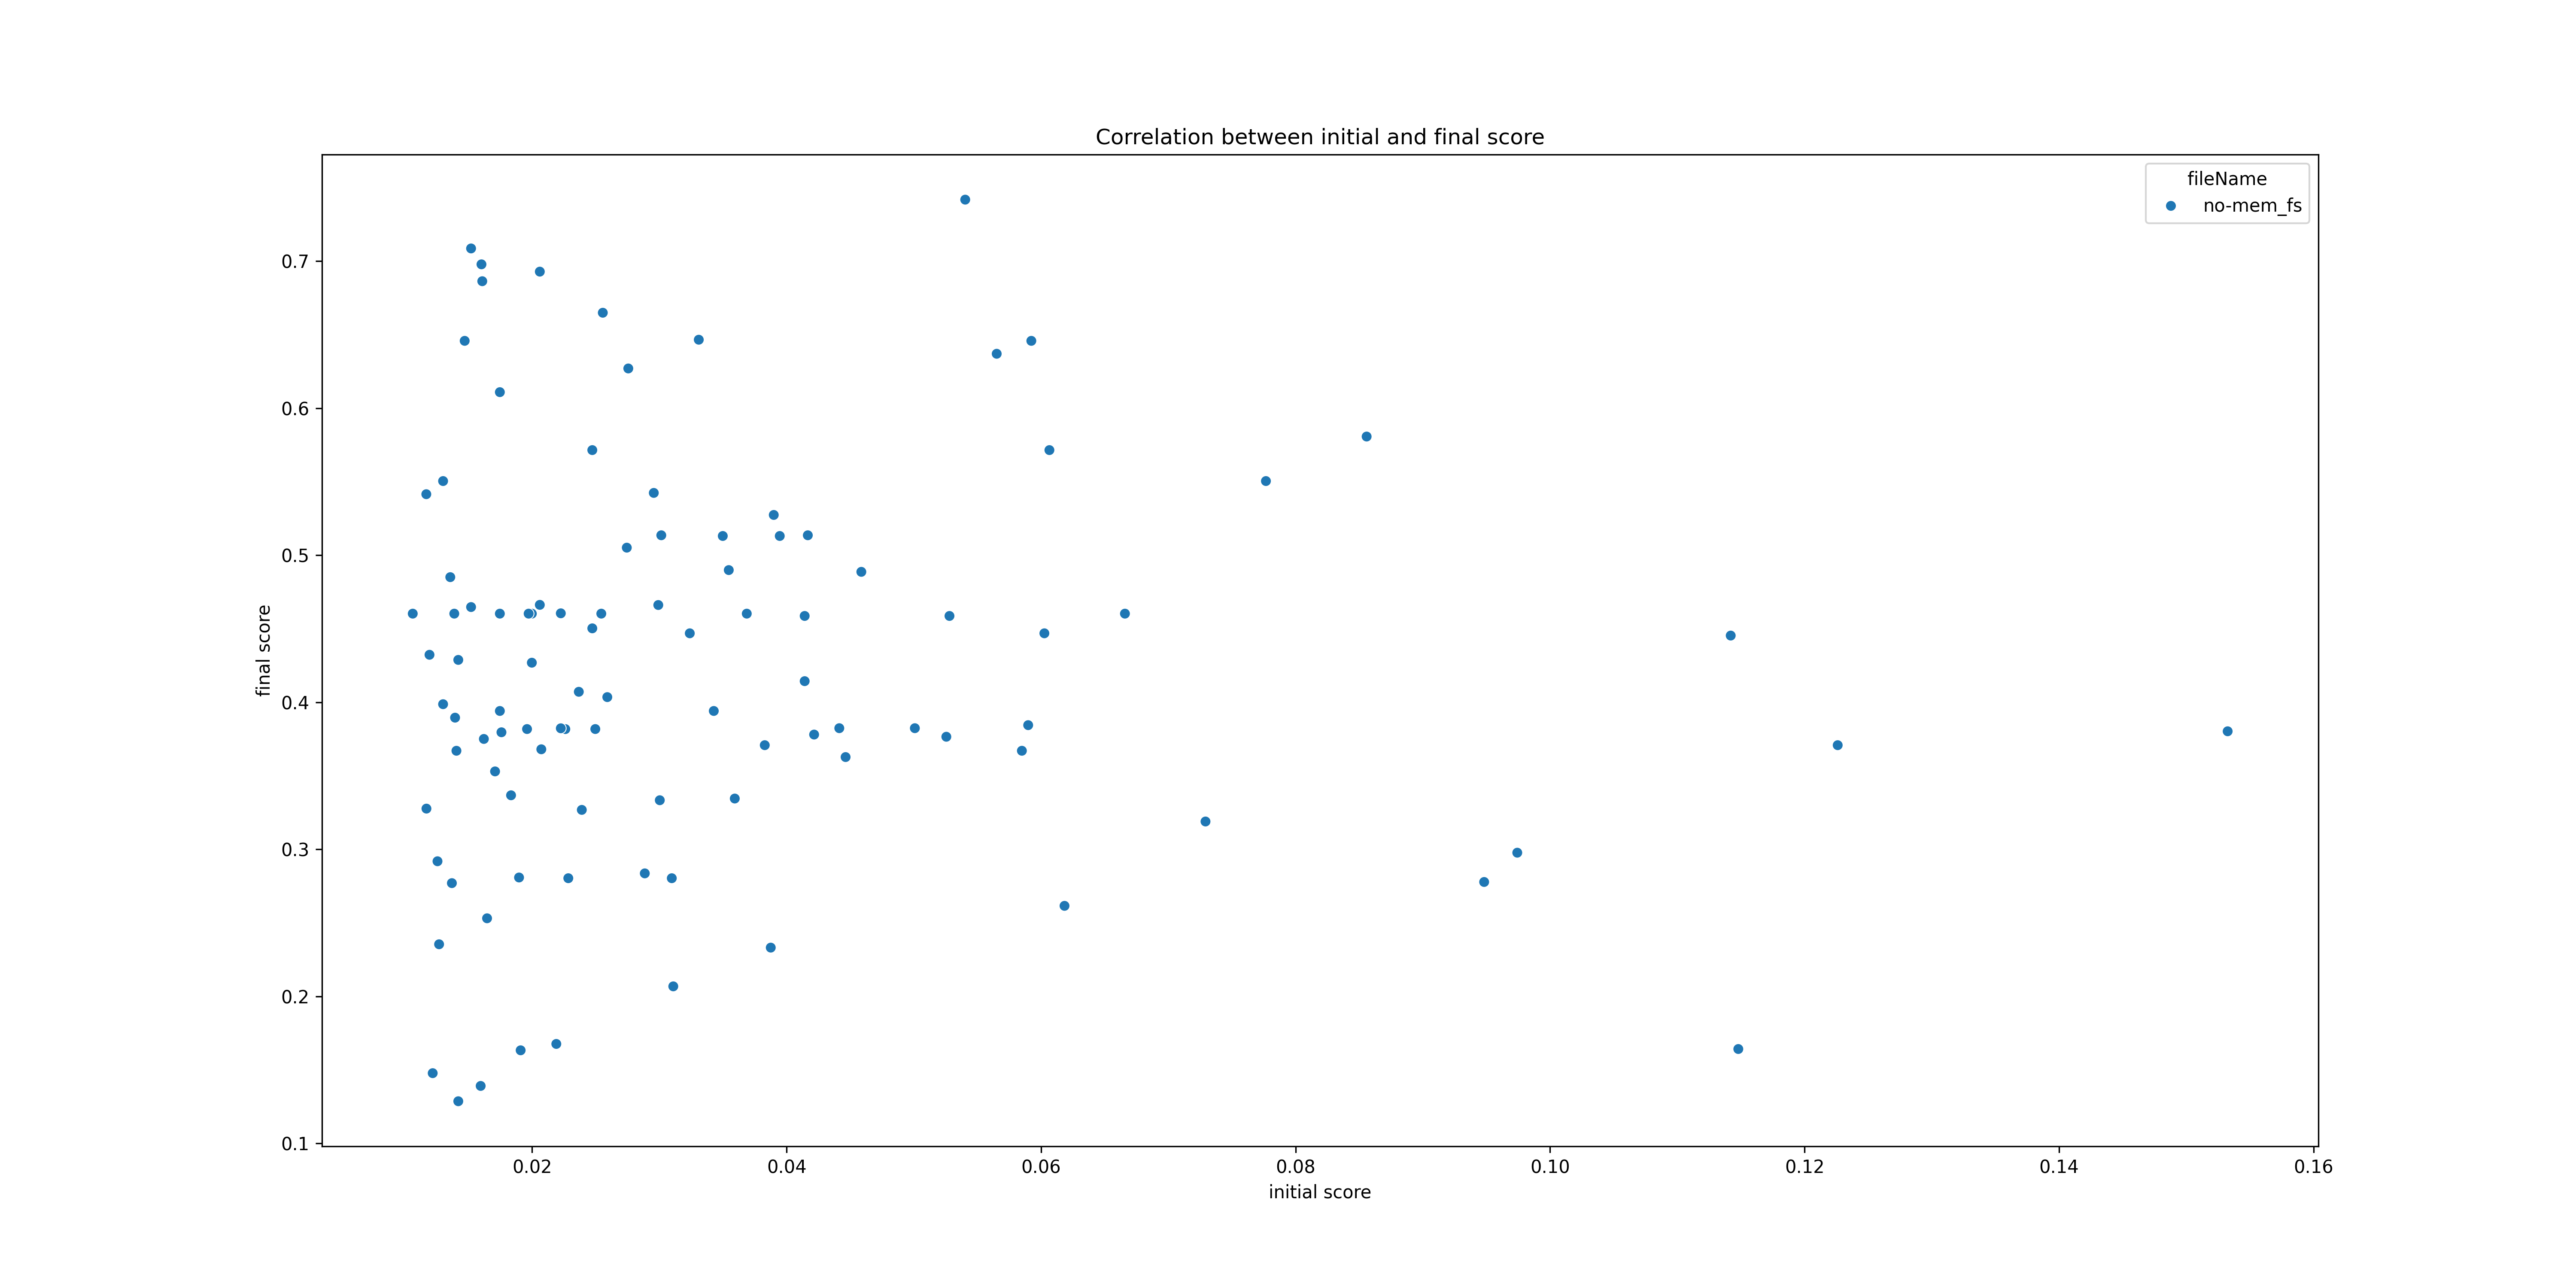 Correlation between initial and final score
fileName
no-mem_fs
0.7
0.6
0.5
0.4
0.3
0.2
0.1
final score
0.02 0.04 0.06 0.08 0.10 0.12 0.14 0.16
initial score